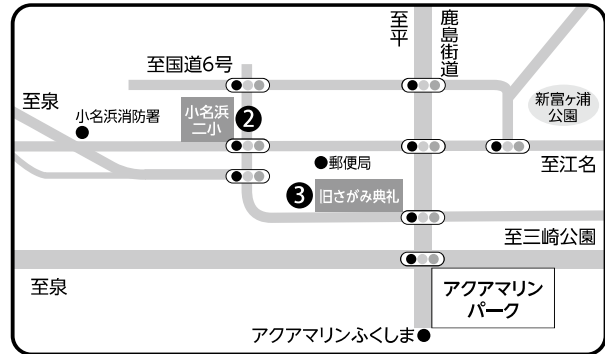 至平
鹿島街道
至国道6号
至泉
小名浜消防署
小名浜
二小
2
新富ヶ浦
公園
郵便局
至江名
3
旧さがみ典礼
至三崎公園
至泉
アクアマリン
パーク
アクアマリンふくしま